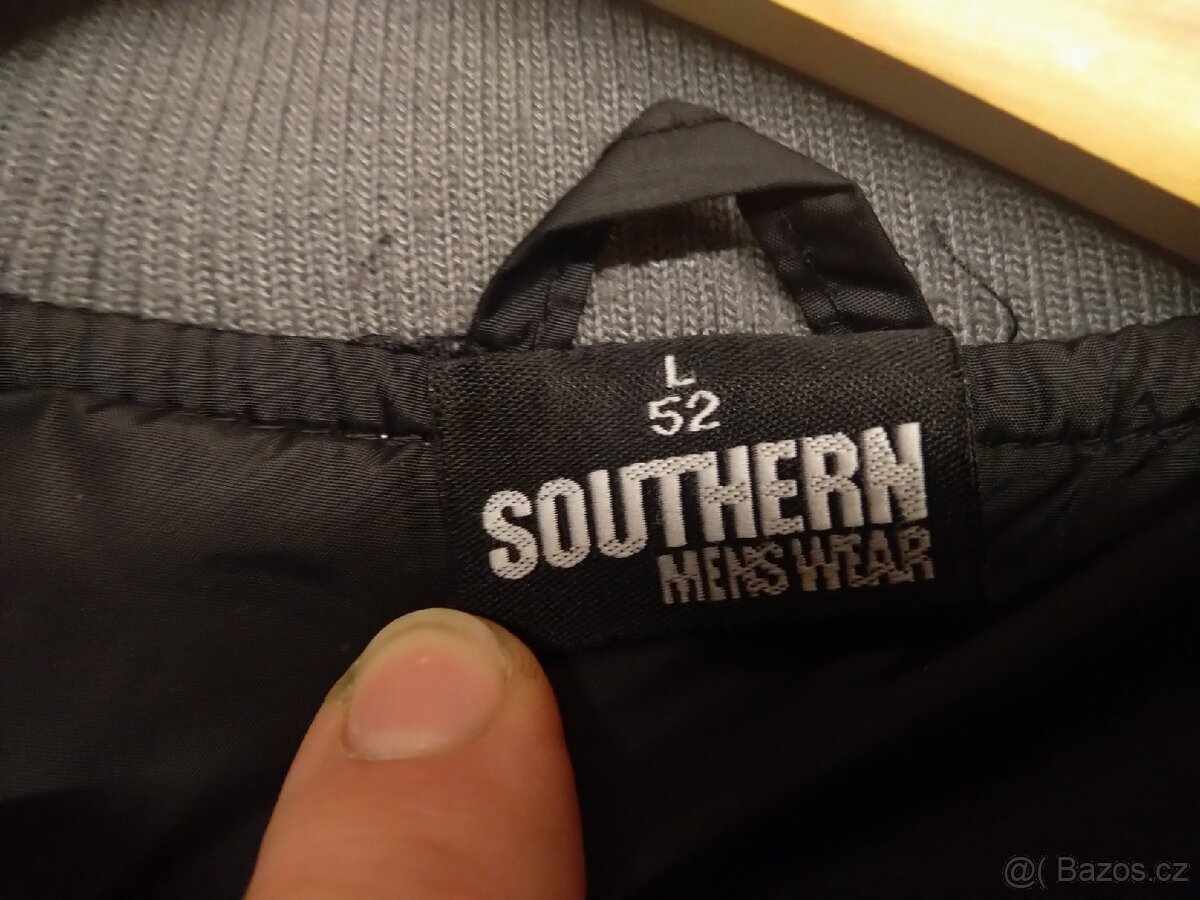 L
52
SOUTHERN
MENS WEAR
@( Bazos.cz